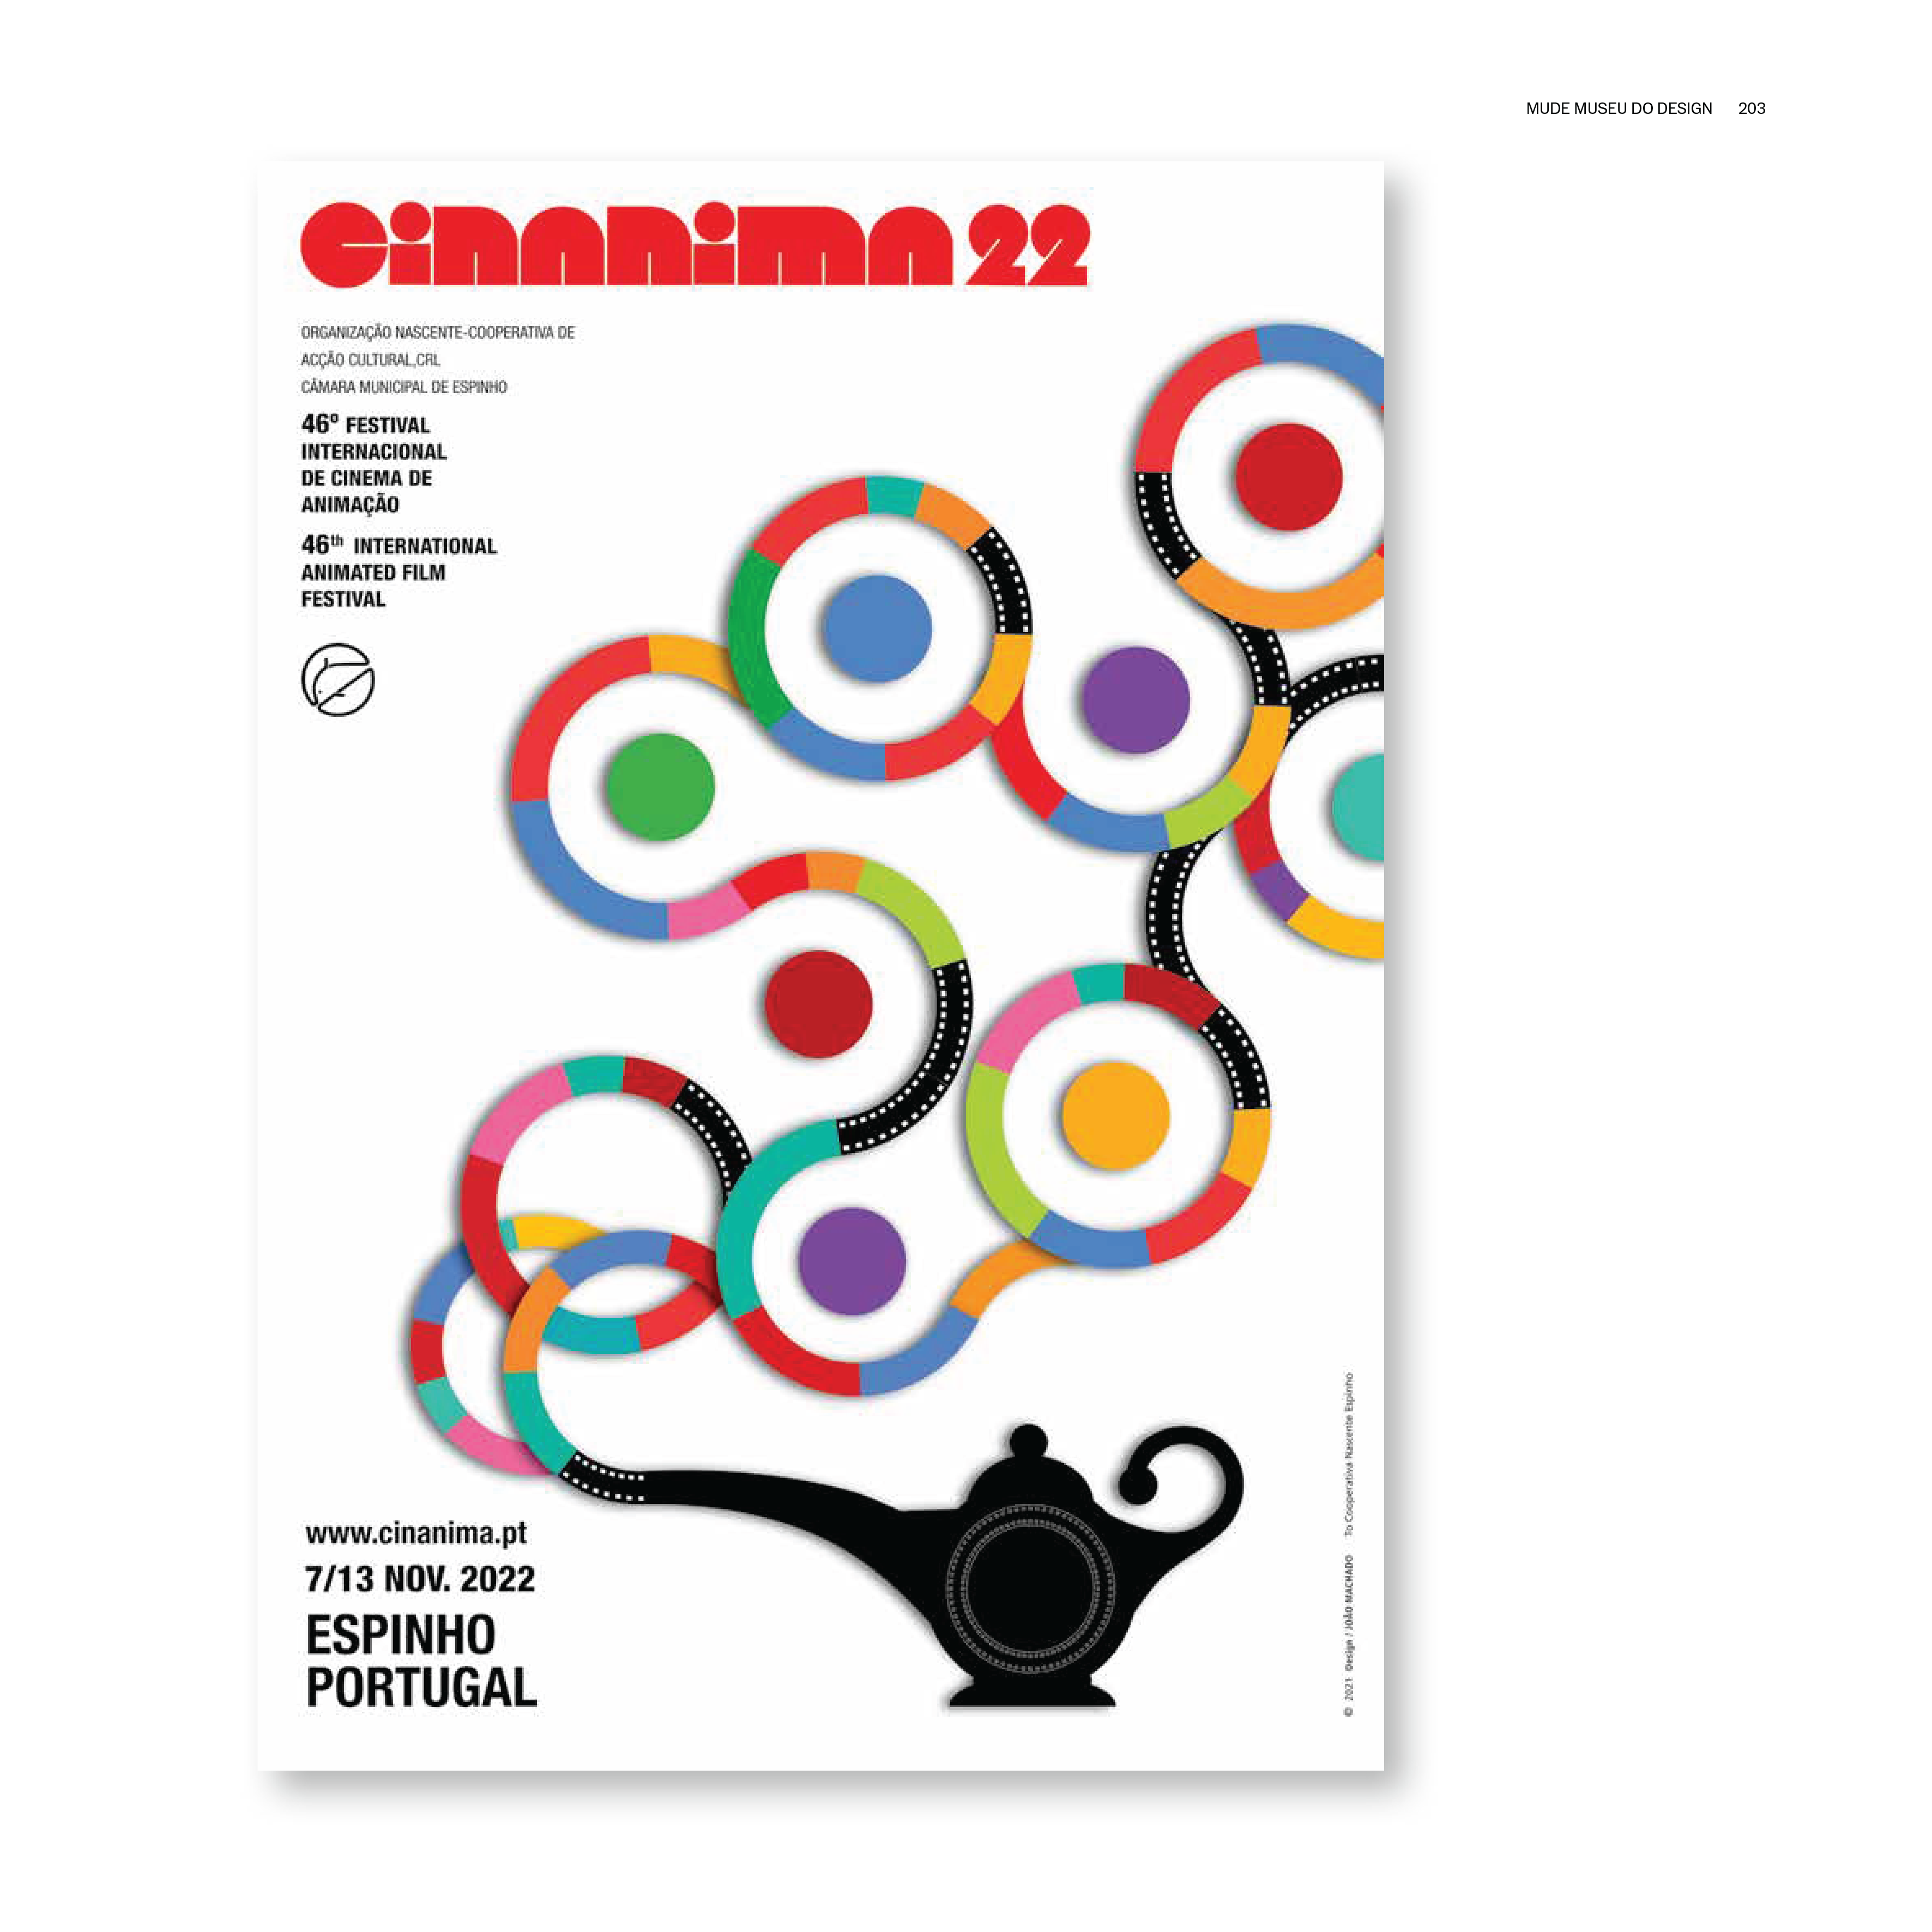 MUDE MUSEU DO DESIGN 203
cinanima 22
ORGANIZAÇÃO NASCENTE-COOPERATIVA DE
ACÇÃO CULTURAL,CRL
CÂMARA MUNICIPAL DE ESPINHO
46º FESTIVAL
INTERNACIONAL
DE CINEMA DE
ANIMAÇÃO
46th INTERNATIONAL
ANIMATED FILM
FESTIVAL
www.cinanima.pt
7/13 NOV. 2022
ESPINHO
PORTUGAL
© 2021 Design / JOÃO MACHADO To Cooperativa Nascente Espinho